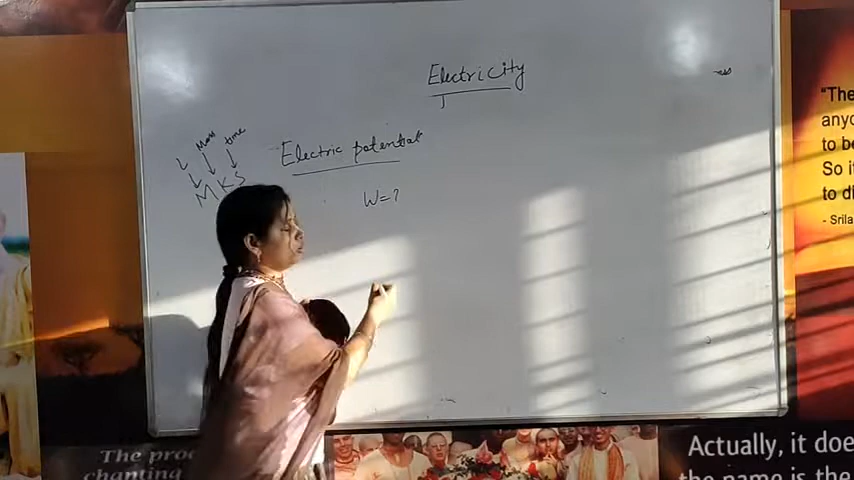 Electricity
Mass time
L
MKS
Electric potential
W=?
"The
anyo
to be
So it
to di
- Srila
The proc
chanting
Actually, it doe
the name is the